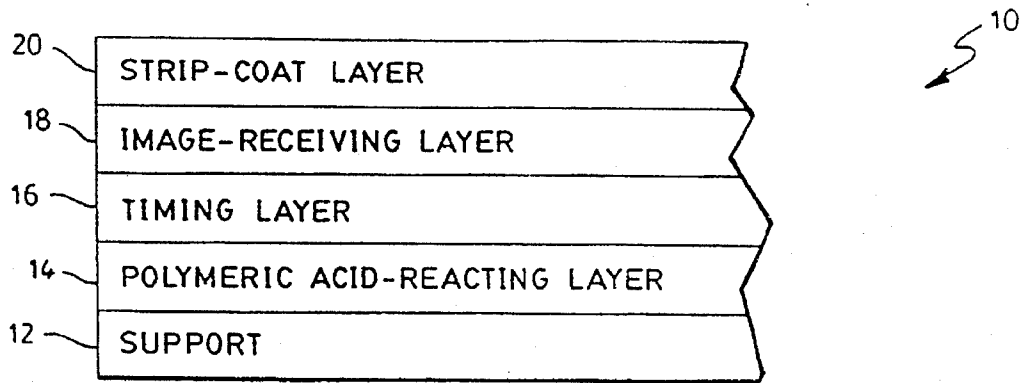 10
20 STRIP-COAT LAYER
18 IMAGE-RECEIVING LAYER
16 TIMING LAYER
14 POLYMERIC ACID-REACTING LAYER
12 SUPPORT